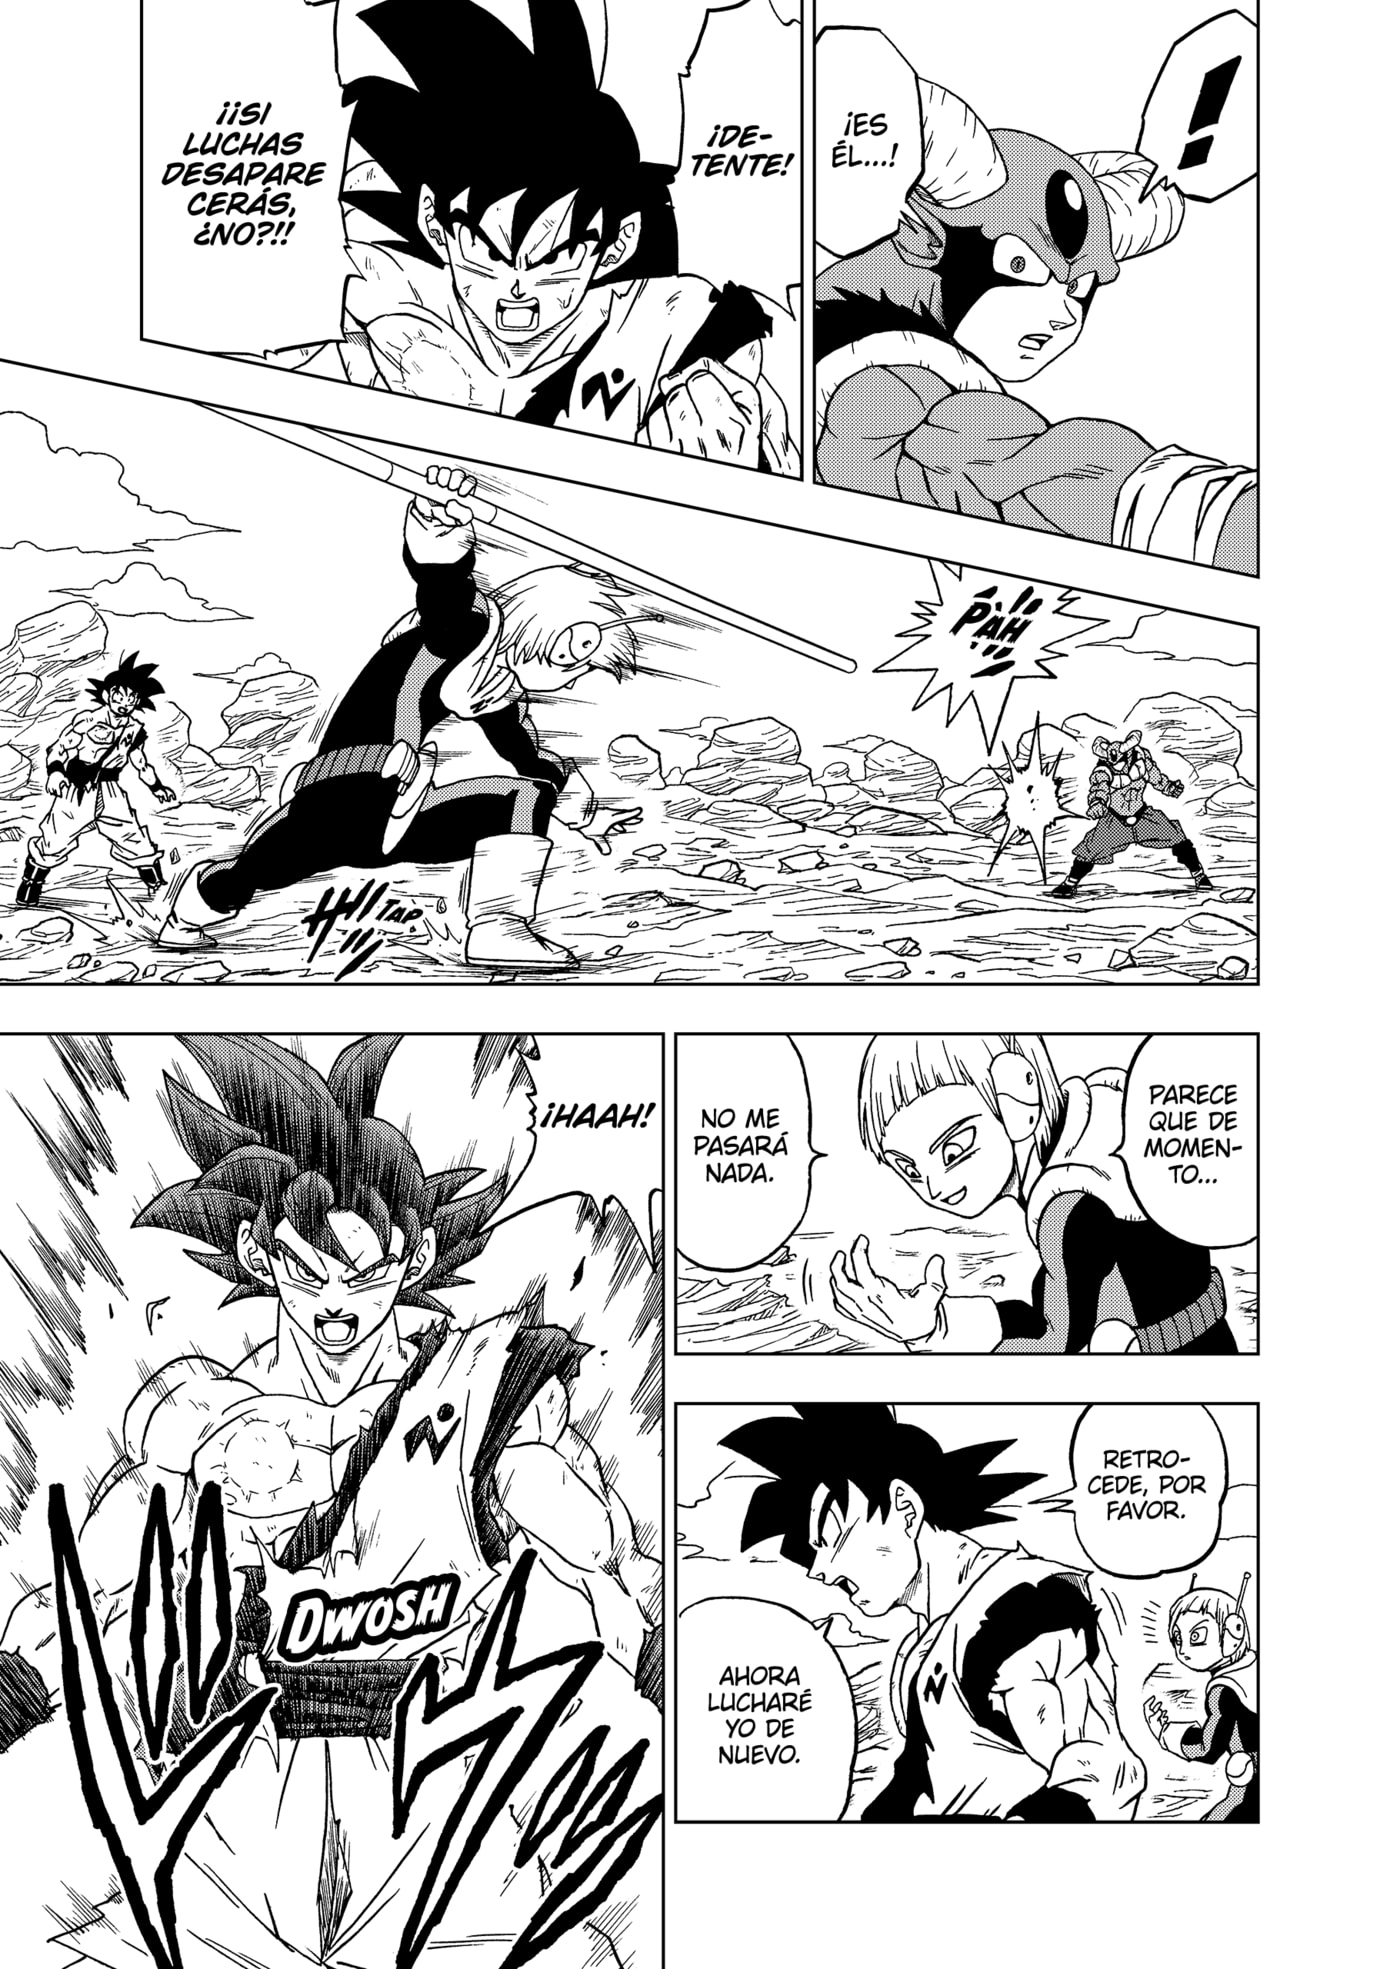 !
¡ES
ÉL...!
¡DE-
TENTE!
¡¡SI
LUCHAS
DESAPARE
CERÁS,
¿NO?!!
PAH
TAP
PARECE
QUE DE
MOMEN-
TO...
NO ME
PASARÁ
NADA.
RETRO-
CEDE, POR
FAVOR.
AHORA
LUCHARÉ
YO DE
NUEVO.
¡HAAH!
DWOSH